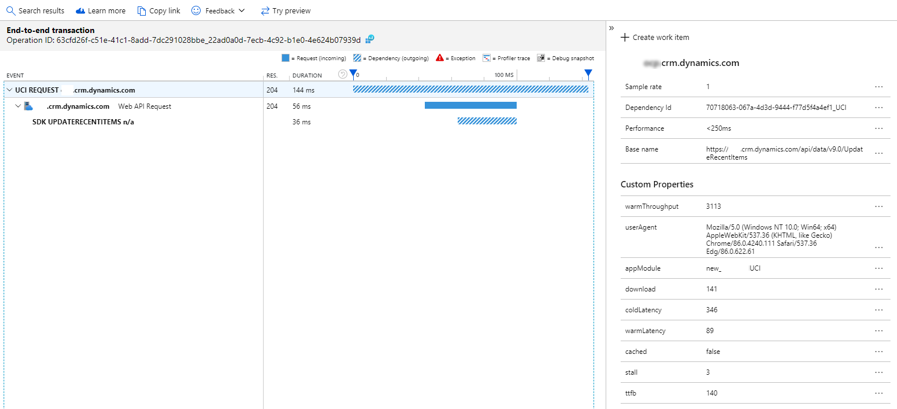 Search results Learn more Copy link Feedback Try preview
End-to-end transaction
Operation ID: 63cfd26f-c51e-41c1-8add-7dc291028bbe_22ad0a0d-7ecb-4c92-b1e0-4e624b07939d
= Request (incoming) = Dependency (outgoing) = Exception = Profiler trace = Debug snapshot
EVENT RES. DURATION 0 100 MS
UCI REQUEST .crm.dynamics.com 204 144 ms
.crm.dynamics.com Web API Request 204 56 ms
SDK UPDATERECENTITEMS n/a 36 ms
Create work item
.crm.dynamics.com
Sample rate 1
Dependency Id 70718063-067a-4d3d-9444-f77d5f4a4ef1_UCI
Performance <250ms
Base name https:// .crm.dynamics.com/api/data/v9.0/Updat
eRecentItems
Custom Properties
warmThroughput 3113
userAgent Mozilla/5.0 (Windows NT 10.0; Win64; x64)
AppleWebKit/537.36 (KHTML, like Gecko)
Chrome/86.0.4240.111 Safari/537.36
Edg/86.0.622.61
appModule new_ UCI
download 141
coldLatency 346
warmLatency 89
cached false
stall 3
ttfb 140